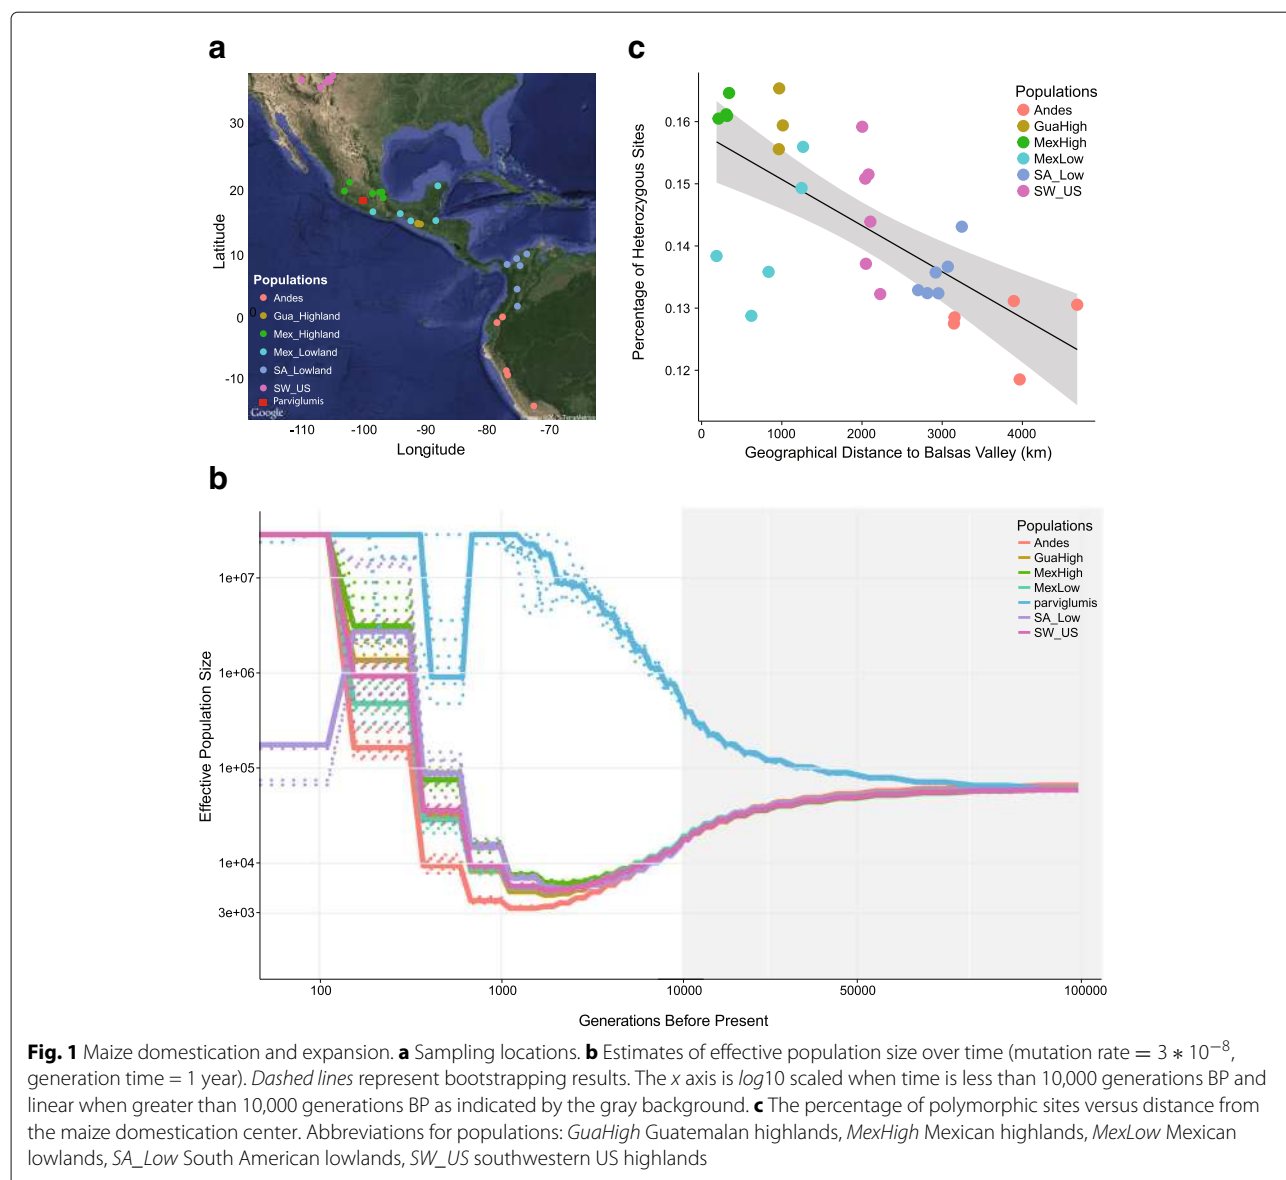 a
30
20
10
0
-10
Latitude
0
Populations
Andes
Gua_Highland
Mex_Highland
Mex_Lowland
SA_Lowland
SW_US
Parviglumis
Google
-110 -100 -90 -80 -70
Longitude
c
0.16
0.15
0.14
0.13
0.12
Percentage of Heterozygous Sites
Populations
Andes
GuaHigh
MexHigh
MexLow
SA_Low
SW_US
0 1000 2000 3000 4000
Geographical Distance to Balsas Valley (km)
b
1e+07
1e+06
1e+05
1e+04
3e+03
Effective Population Size
Populations
Andes
GuaHigh
MexHigh
MexLow
parviglumis
SA_Low
SW_US
100 1000 10000 50000 100000
Generations Before Present
Fig. 1 Maize domestication and expansion. a Sampling locations. b Estimates of effective population size over time (mutation rate = 3 ∗ 10⁻⁸,
generation time = 1 year). Dashed lines represent bootstrapping results. The x axis is log10 scaled when time is less than 10,000 generations BP and
linear when greater than 10,000 generations BP as indicated by the gray background. c The percentage of polymorphic sites versus distance from
the maize domestication center. Abbreviations for populations: GuaHigh Guatemalan highlands, MexHigh Mexican highlands, MexLow Mexican
lowlands, SA_Low South American lowlands, SW_US southwestern US highlands